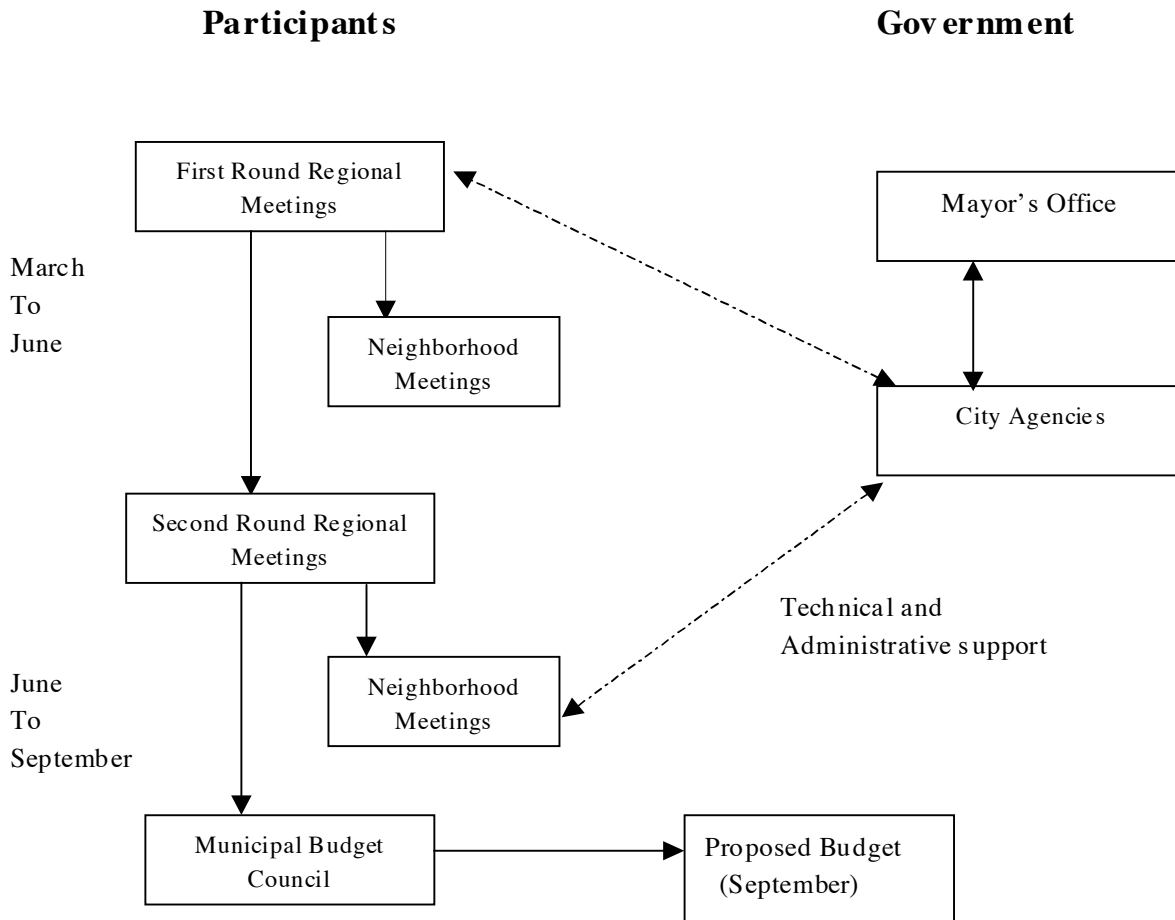 Participants
Government
First Round Regional
Meetings
Mayor's Office
March
To
June
Neighborhood
Meetings
City Agencies
Second Round Regional
Meetings
Technical and
Administrative support
June
To
September
Neighborhood
Meetings
Municipal Budget
Council
Proposed Budget
(September)